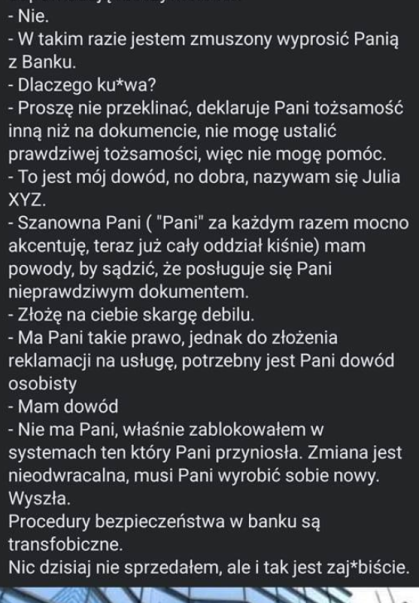 - Nie.
- W takim razie jestem zmuszony wyprosić Panią
z Banku.
- Dlaczego ku*wa?
- Proszę nie przeklinać, deklaruje Pani tożsamość
inną niż na dokumencie, nie mogę ustalić
prawdziwej tożsamości, więc nie mogę pomóc.
- To jest mój dowód, no dobra, nazywam się Julia
XYZ.
- Szanowna Pani ( "Pani" za każdym razem mocno
akcentuję, teraz już cały oddział kiśnie) mam
powody, by sądzić, że posługuje się Pani
nieprawdziwym dokumentem.
- Złożę na ciebie skargę debilu.
- Ma Pani takie prawo, jednak do złożenia
reklamacji na usługę, potrzebny jest Pani dowód
osobisty
- Mam dowód
- Nie ma Pani, właśnie zablokowałem w
systemach ten który Pani przyniosła. Zmiana jest
nieodwracalna, musi Pani wyrobić sobie nowy.
Wyszła.
Procedury bezpieczeństwa w banku są
transfobiczne.
Nic dzisiaj nie sprzedałem, ale i tak jest zaj*biście.